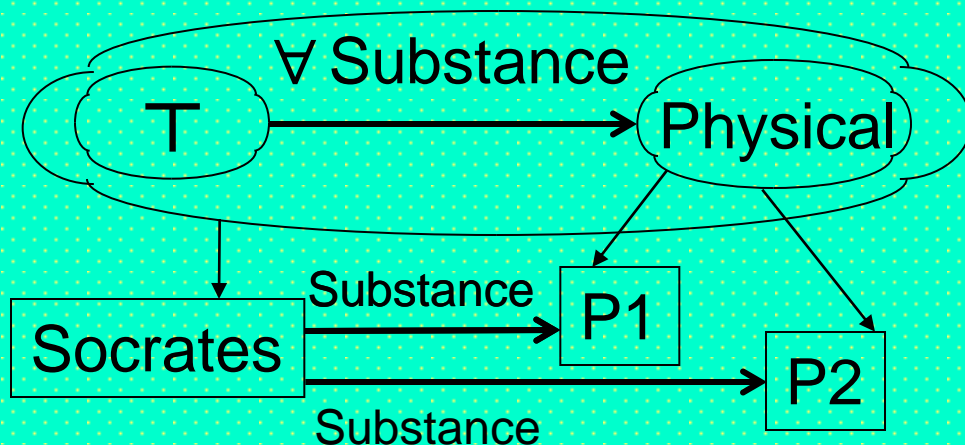 ∀ Substance
⊤
Physical
Substance
P1
Socrates
P2
Substance